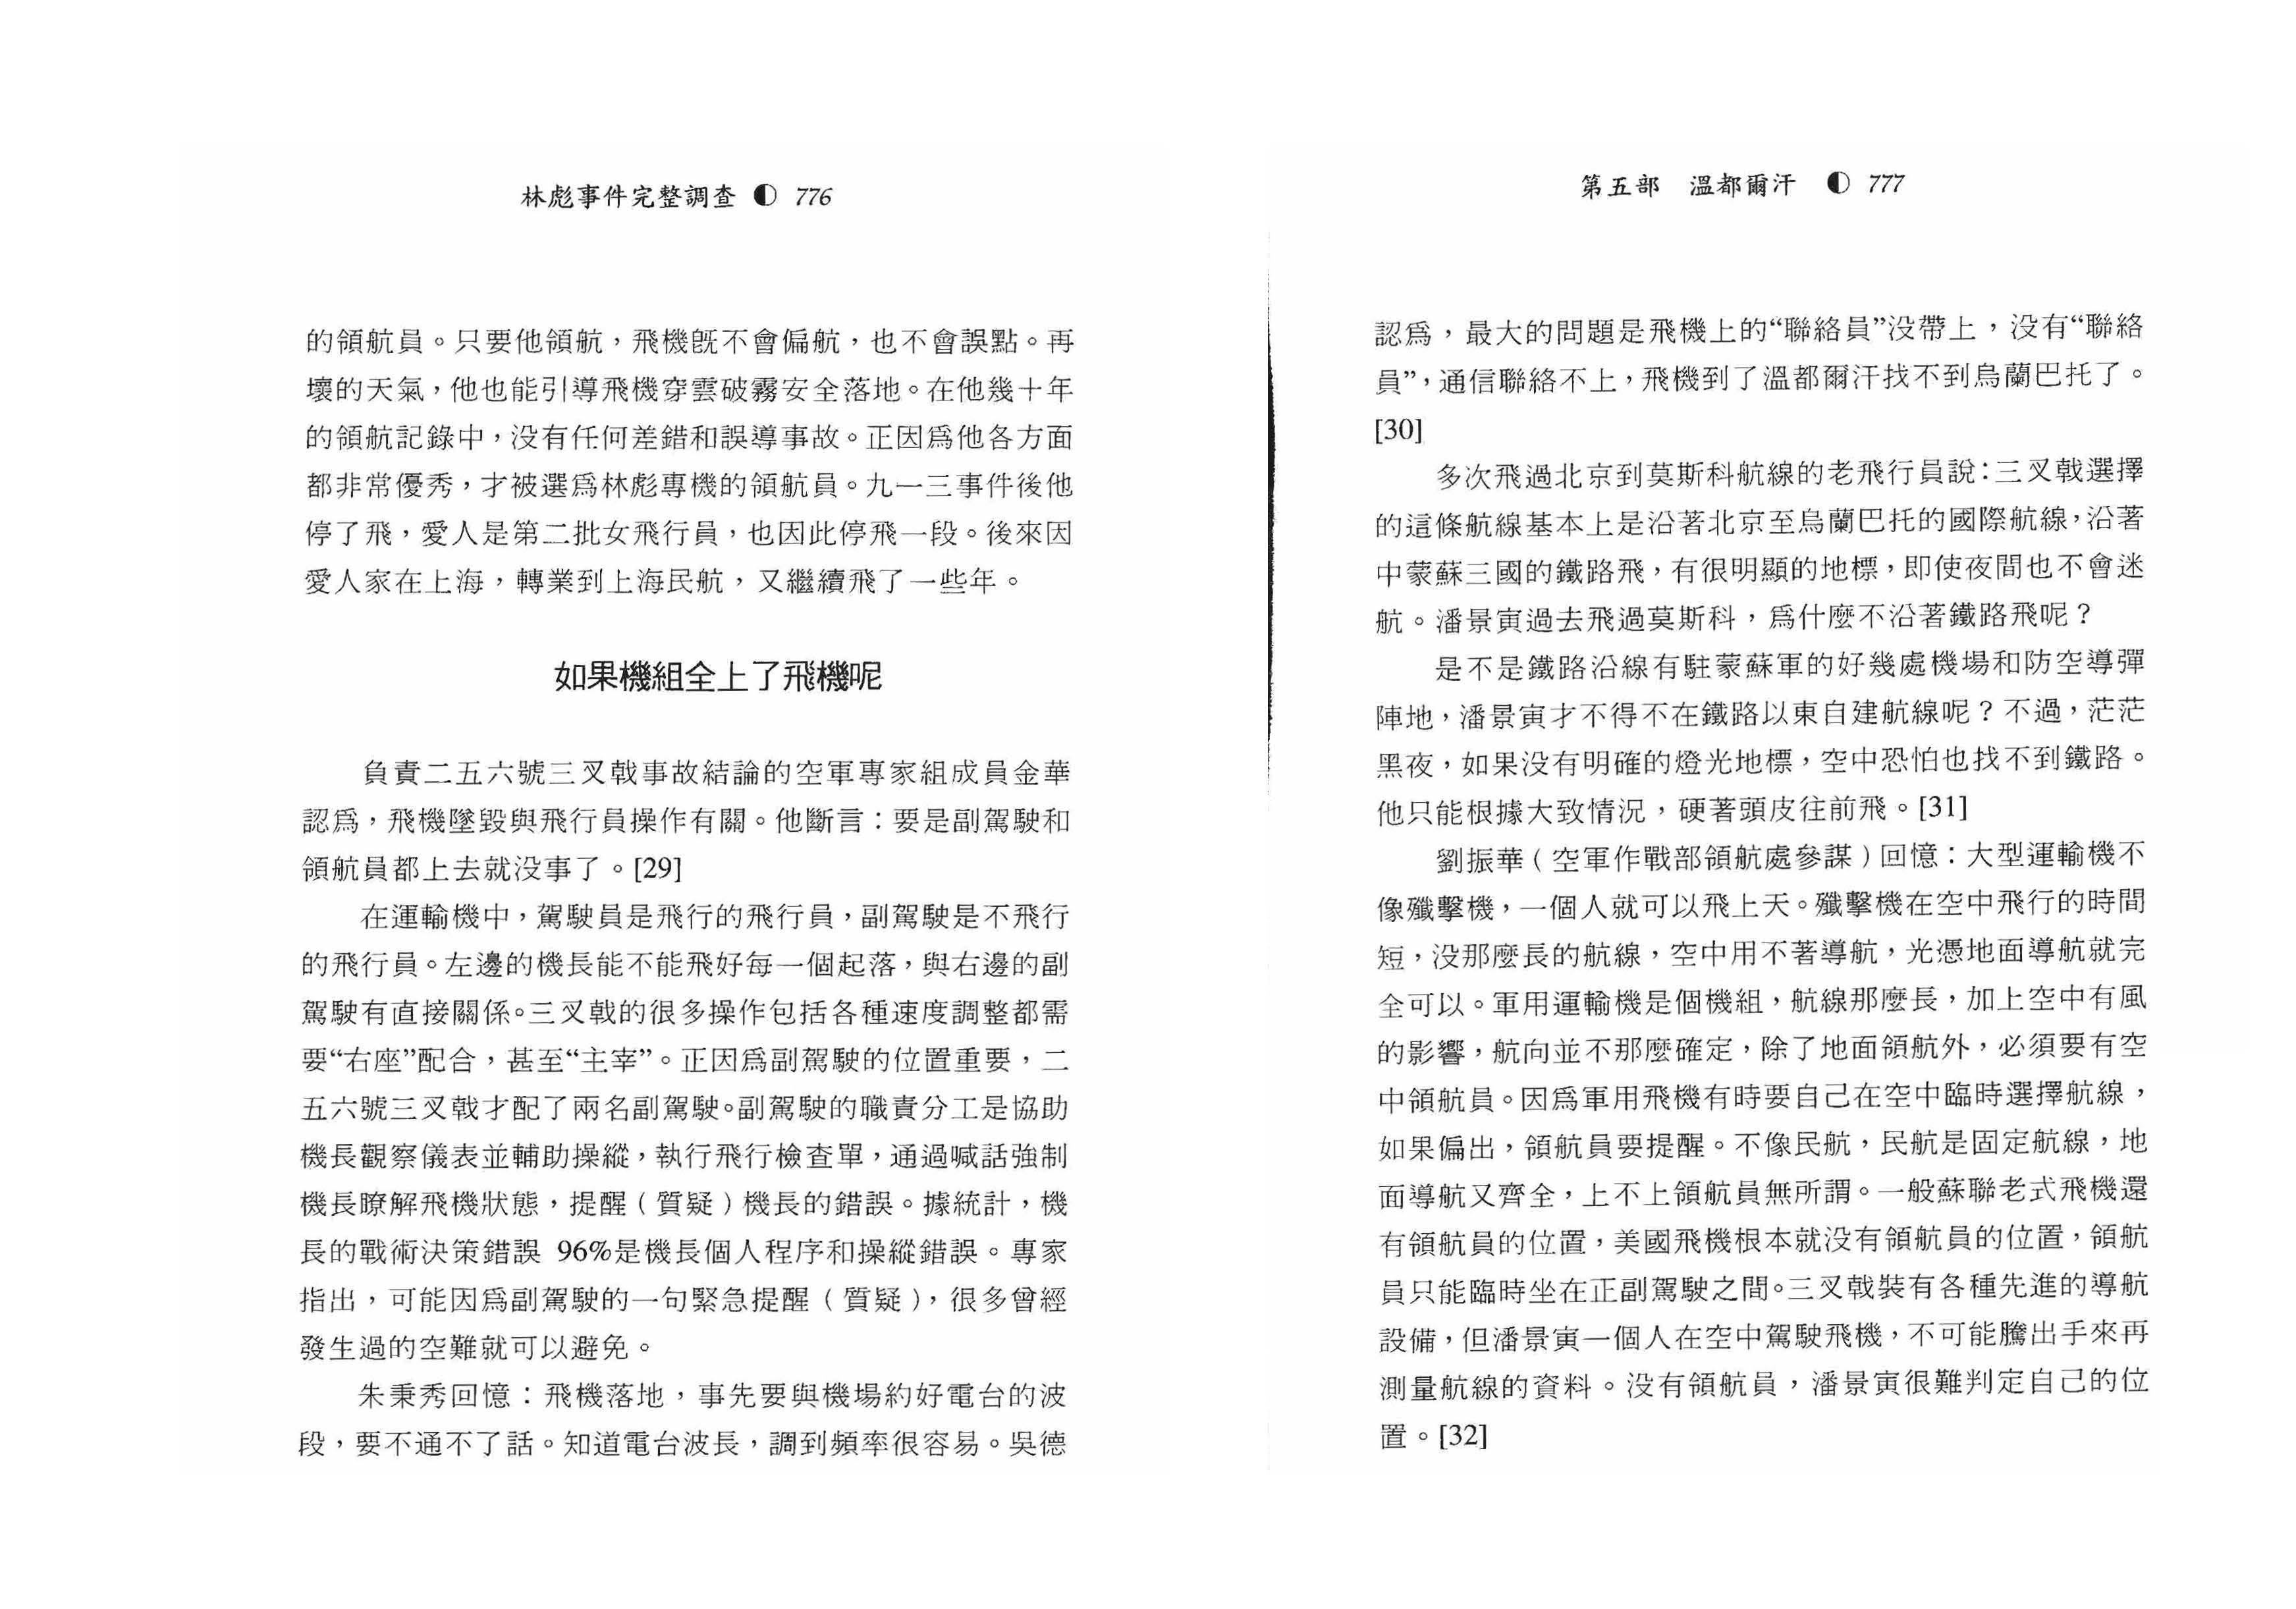 林彪事件完整調查 ◐ 776
的領航員。只要他領航，飛機旣不會偏航，也不會誤點。再
壞的天氣，他也能引導飛機穿雲破霧安全落地。在他幾十年
的領航記錄中，没有任何差錯和誤導事故。正因爲他各方面
都非常優秀，才被選爲林彪專機的領航員。九一三事件後他
停了飛，愛人是第二批女飛行員，也因此停飛一段。後來因
愛人家在上海，轉業到上海民航，又繼續飛了一些年。
如果機組全上了飛機呢
負責二五六號三叉戟事故結論的空軍專家組成員金華
認爲，飛機墜毀與飛行員操作有關。他斷言：要是副駕駛和
領航員都上去就没事了。[29]
在運輸機中，駕駛員是飛行的飛行員，副駕駛是不飛行
的飛行員。左邊的機長能不能飛好每一個起落，與右邊的副
駕駛有直接關係。三叉戟的很多操作包括各種速度調整都需
要“右座”配合，甚至“主宰”。正因爲副駕駛的位置重要，二
五六號三叉戟才配了兩名副駕駛。副駕駛的職責分工是協助
機長觀察儀表並輔助操縱，執行飛行檢查單，通過喊話強制
機長瞭解飛機狀態，提醒（質疑）機長的錯誤。據統計，機
長的戰術決策錯誤 96%是機長個人程序和操縱錯誤。專家
指出，可能因爲副駕駛的一句緊急提醒（質疑），很多曾經
發生過的空難就可以避免。
朱秉秀回憶：飛機落地，事先要與機場約好電台的波
段，要不通不了話。知道電台波長，調到頻率很容易。吳德
第五部 溫都爾汗 ◐ 777
認爲，最大的問題是飛機上的“聯絡員”没帶上，没有“聯絡
員”，通信聯絡不上，飛機到了溫都爾汗找不到烏蘭巴托了。
[30]
多次飛過北京到莫斯科航線的老飛行員說：三叉戟選擇
的這條航線基本上是沿著北京至烏蘭巴托的國際航線，沿著
中蒙蘇三國的鐵路飛，有很明顯的地標，即使夜間也不會迷
航。潘景寅過去飛過莫斯科，爲什麼不沿著鐵路飛呢？
是不是鐵路沿線有駐蒙蘇軍的好幾處機場和防空導彈
陣地，潘景寅才不得不在鐵路以東自建航線呢？不過，茫茫
黑夜，如果没有明確的燈光地標，空中恐怕也找不到鐵路。
他只能根據大致情況，硬著頭皮往前飛。[31]
劉振華（空軍作戰部領航處參謀）回憶：大型運輸機不
像殲擊機，一個人就可以飛上天。殲擊機在空中飛行的時間
短，没那麼長的航線，空中用不著導航，光憑地面導航就完
全可以。軍用運輸機是個機組，航線那麼長，加上空中有風
的影響，航向並不那麼確定，除了地面領航外，必須要有空
中領航員。因爲軍用飛機有時要自己在空中臨時選擇航線，
如果偏出，領航員要提醒。不像民航，民航是固定航線，地
面導航又齊全，上不上領航員無所謂。一般蘇聯老式飛機還
有領航員的位置，美國飛機根本就没有領航員的位置，領航
員只能臨時坐在正副駕駛之間。三叉戟裝有各種先進的導航
設備，但潘景寅一個人在空中駕駛飛機，不可能騰出手來再
測量航線的資料。没有領航員，潘景寅很難判定自己的位
置。[32]